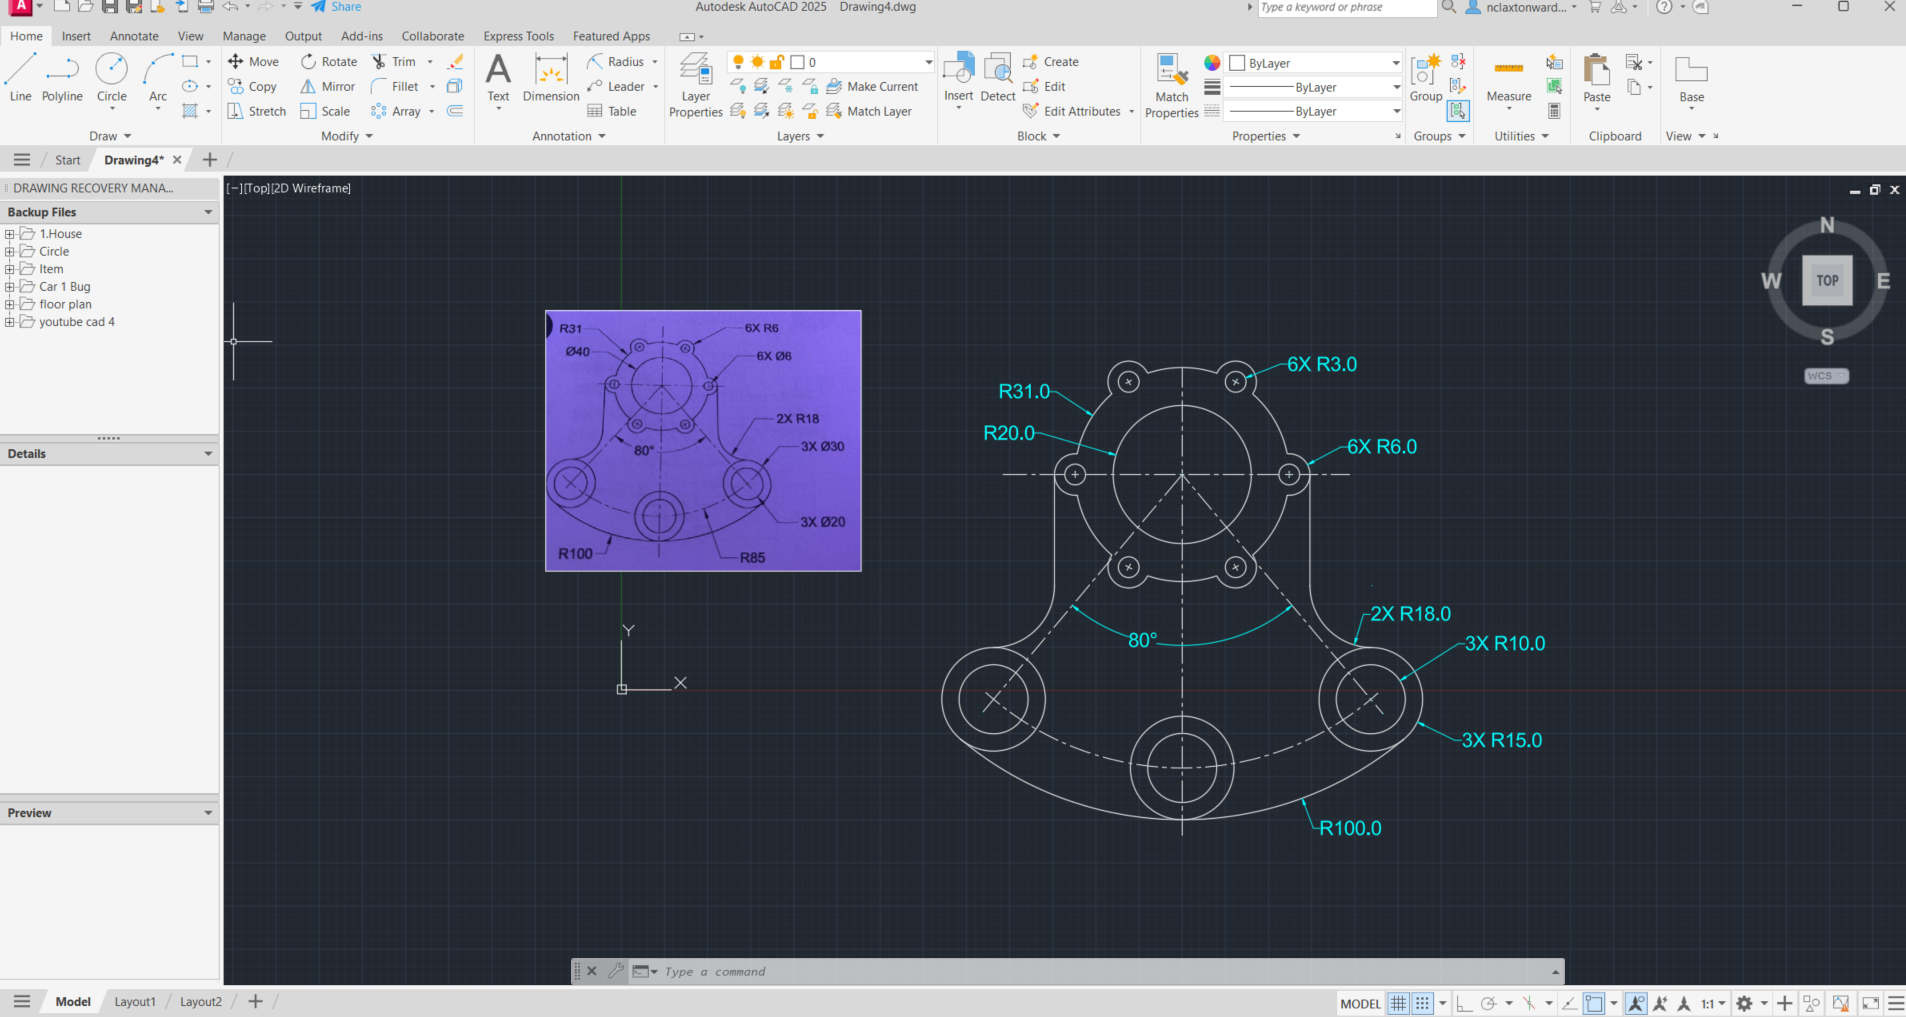 A Share Autodesk AutoCAD 2025 Drawing4.dwg Type a keyword or phrase nclaxtonward...
Home Insert Annotate View Manage Output Add-ins Collaborate Express Tools Featured Apps
Move Rotate Trim Radius 0 Create ByLayer
Copy Mirror Fillet Leader Make Current Edit ByLayer
Line Polyline Circle Arc Text Dimension Layer Properties Insert Detect Match Properties Group Measure Paste Base
Stretch Scale Array Table Match Layer Edit Attributes ByLayer
Draw Modify Annotation Layers Block Properties Groups Utilities Clipboard View
Start Drawing4*
DRAWING RECOVERY MANA...
Backup Files
1.House
Circle
Item
Car 1 Bug
floor plan
youtube cad 4
Details
Preview
[−][Top][2D Wireframe]
N
W TOP E
S
WCS
R31 6X R6
Ø40 6X Ø6
2X R18
80° 3X Ø30
3X Ø20
R100 R85
Y
X
6X R3.0
R31.0
R20.0
6X R6.0
2X R18.0
80° 3X R10.0
3X R15.0
R100.0
Type a command
Model Layout1 Layout2 MODEL 1:1